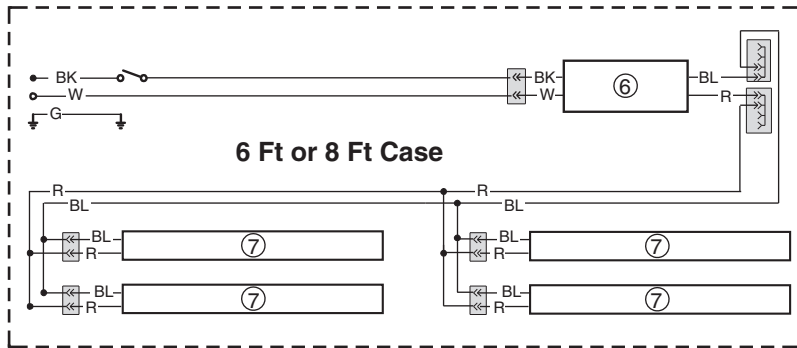 BK BK ⑥ BL
W W R
G
6 Ft or 8 Ft Case
R R
BL BL
BL ⑦ BL ⑦
R R
BL ⑦ BL ⑦
R R